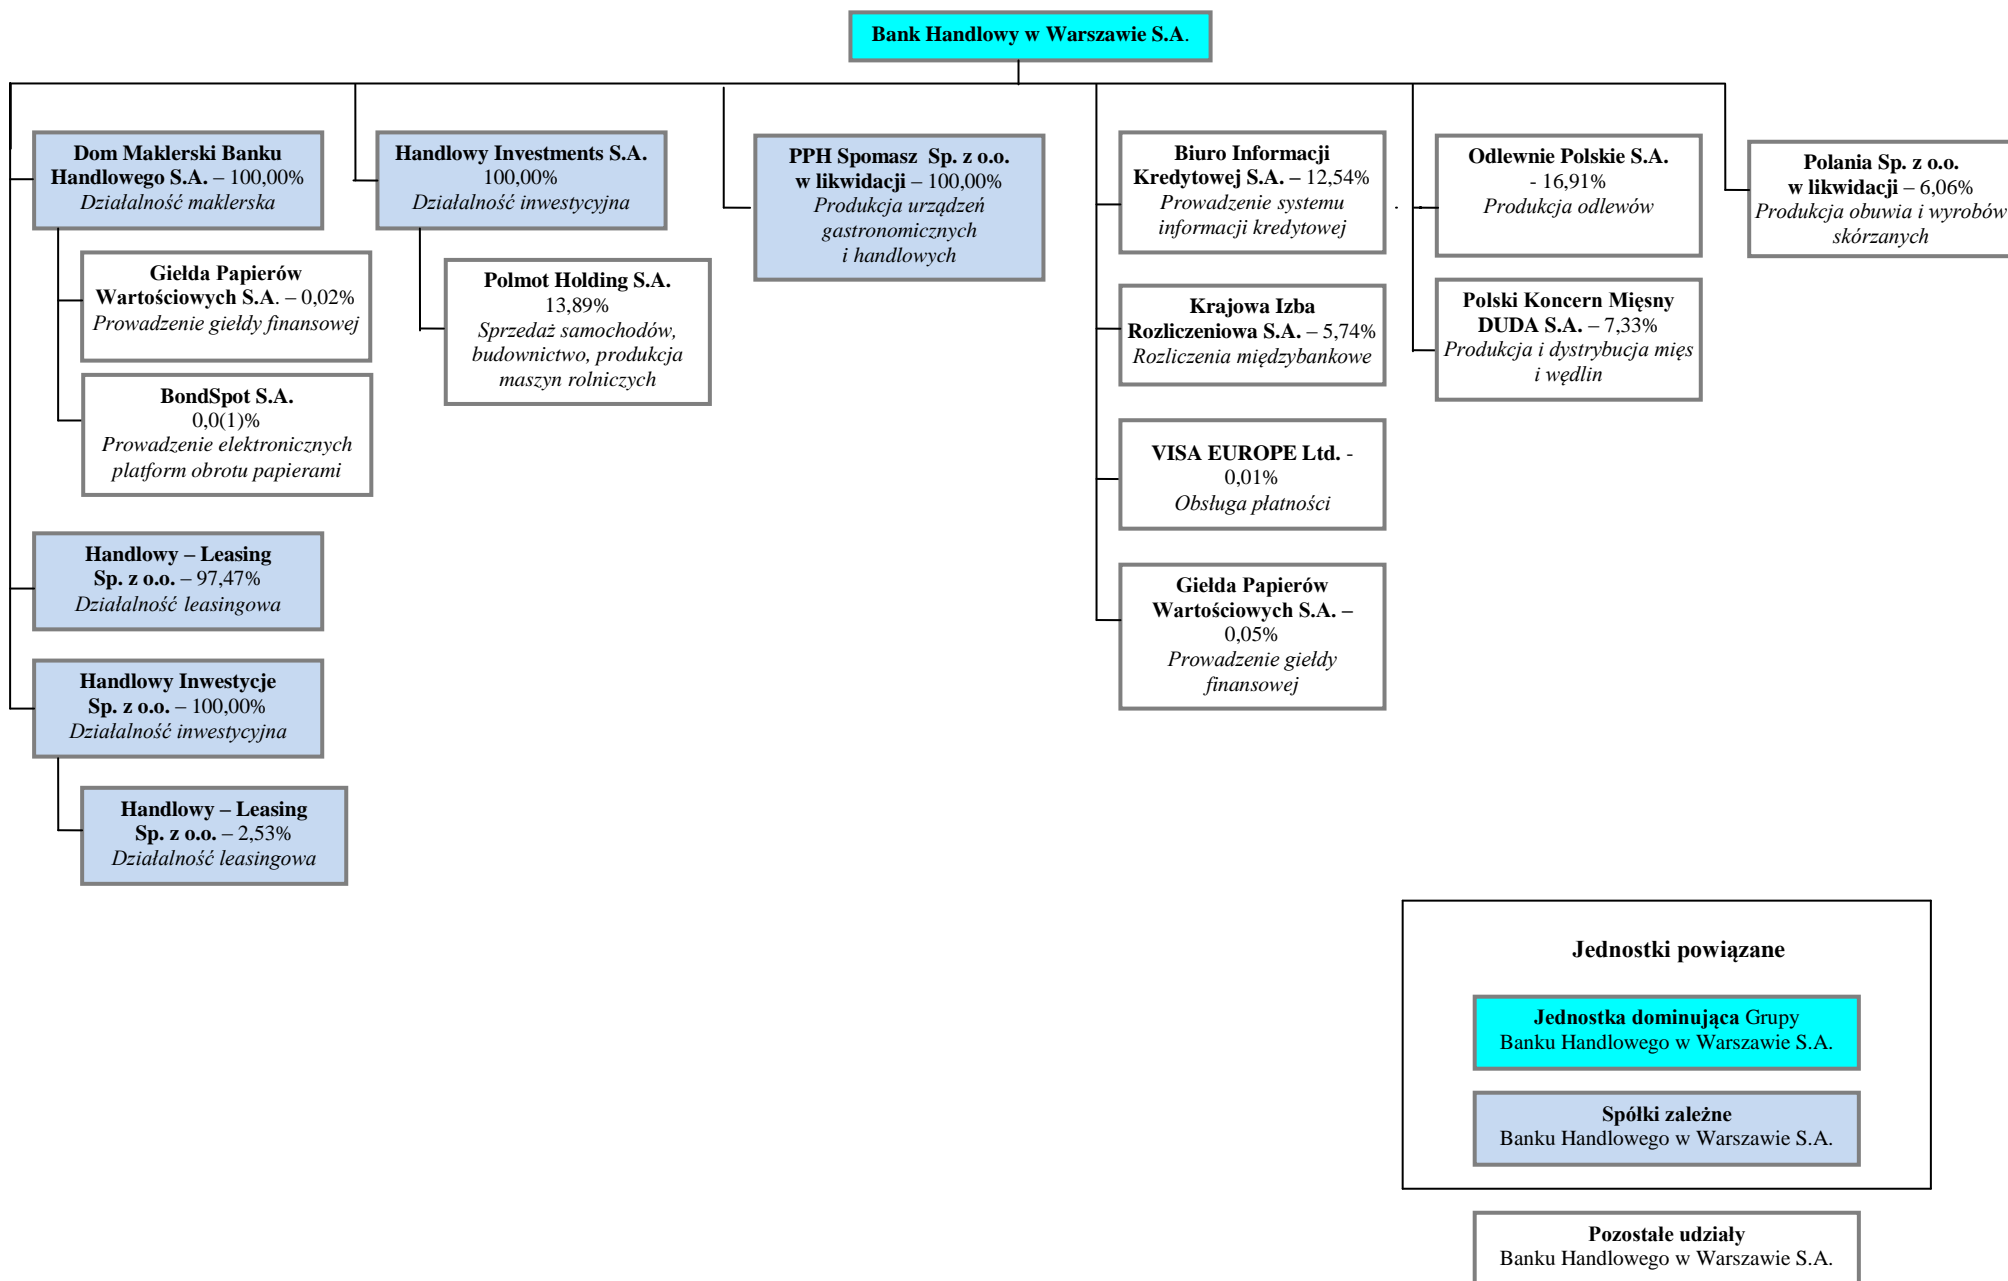 Bank Handlowy w Warszawie S.A.
Dom Maklerski Banku
Handlowego S.A. – 100,00%
Działalność maklerska
Giełda Papierów
Wartościowych S.A. – 0,02%
Prowadzenie giełdy finansowej
BondSpot S.A.
0,0(1)%
Prowadzenie elektronicznych
platform obrotu papierami
Handlowy – Leasing
Sp. z o.o. – 97,47%
Działalność leasingowa
Handlowy Inwestycje
Sp. z o.o. – 100,00%
Działalność inwestycyjna
Handlowy – Leasing
Sp. z o.o. – 2,53%
Działalność leasingowa
Handlowy Investments S.A.
100,00%
Działalność inwestycyjna
Polmot Holding S.A.
13,89%
Sprzedaż samochodów,
budownictwo, produkcja
maszyn rolniczych
PPH Spomasz Sp. z o.o.
w likwidacji – 100,00%
Produkcja urządzeń
gastronomicznych
i handlowych
Biuro Informacji
Kredytowej S.A. – 12,54%
Prowadzenie systemu
informacji kredytowej
Krajowa Izba
Rozliczeniowa S.A. – 5,74%
Rozliczenia międzybankowe
VISA EUROPE Ltd. -
0,01%
Obsługa płatności
Giełda Papierów
Wartościowych S.A. –
0,05%
Prowadzenie giełdy
finansowej
Odlewnie Polskie S.A.
- 16,91%
Produkcja odlewów
Polski Koncern Mięsny
DUDA S.A. – 7,33%
Produkcja i dystrybucja mięs
i wędlin
Polania Sp. z o.o.
w likwidacji – 6,06%
Produkcja obuwia i wyrobów
skórzanych
Jednostki powiązane
Jednostka dominująca Grupy
Banku Handlowego w Warszawie S.A.
Spółki zależne
Banku Handlowego w Warszawie S.A.
Pozostałe udziały
Banku Handlowego w Warszawie S.A.